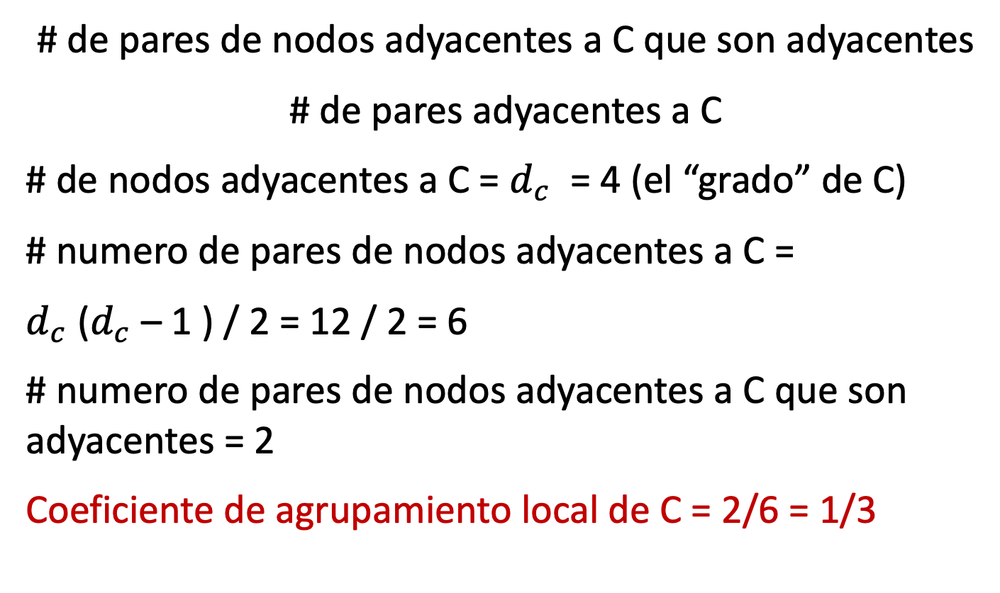 # de pares de nodos adyacentes a C que son adyacentes
# de pares adyacentes a C
# de nodos adyacentes a C = d_c = 4 (el “grado” de C)
# numero de pares de nodos adyacentes a C =
d_c (d_c – 1 ) / 2 = 12 / 2 = 6
# numero de pares de nodos adyacentes a C que son
adyacentes = 2
Coeficiente de agrupamiento local de C = 2/6 = 1/3